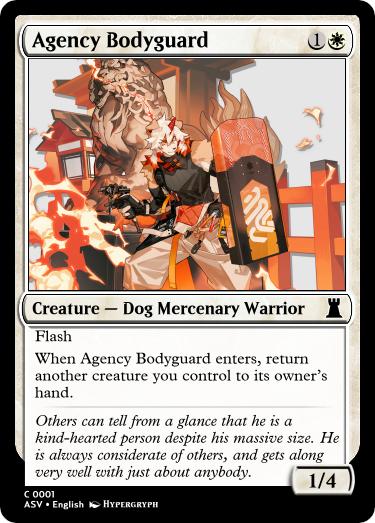 Agency Bodyguard 1
Creature — Dog Mercenary Warrior
Flash
When Agency Bodyguard enters, return
another creature you control to its owner's
hand.
Others can tell from a glance that he is a
kind-hearted person despite his massive size. He
is always considerate of others, and gets along
very well with just about anybody.
1/4
C 0001
ASV • English HYPERGRYPH